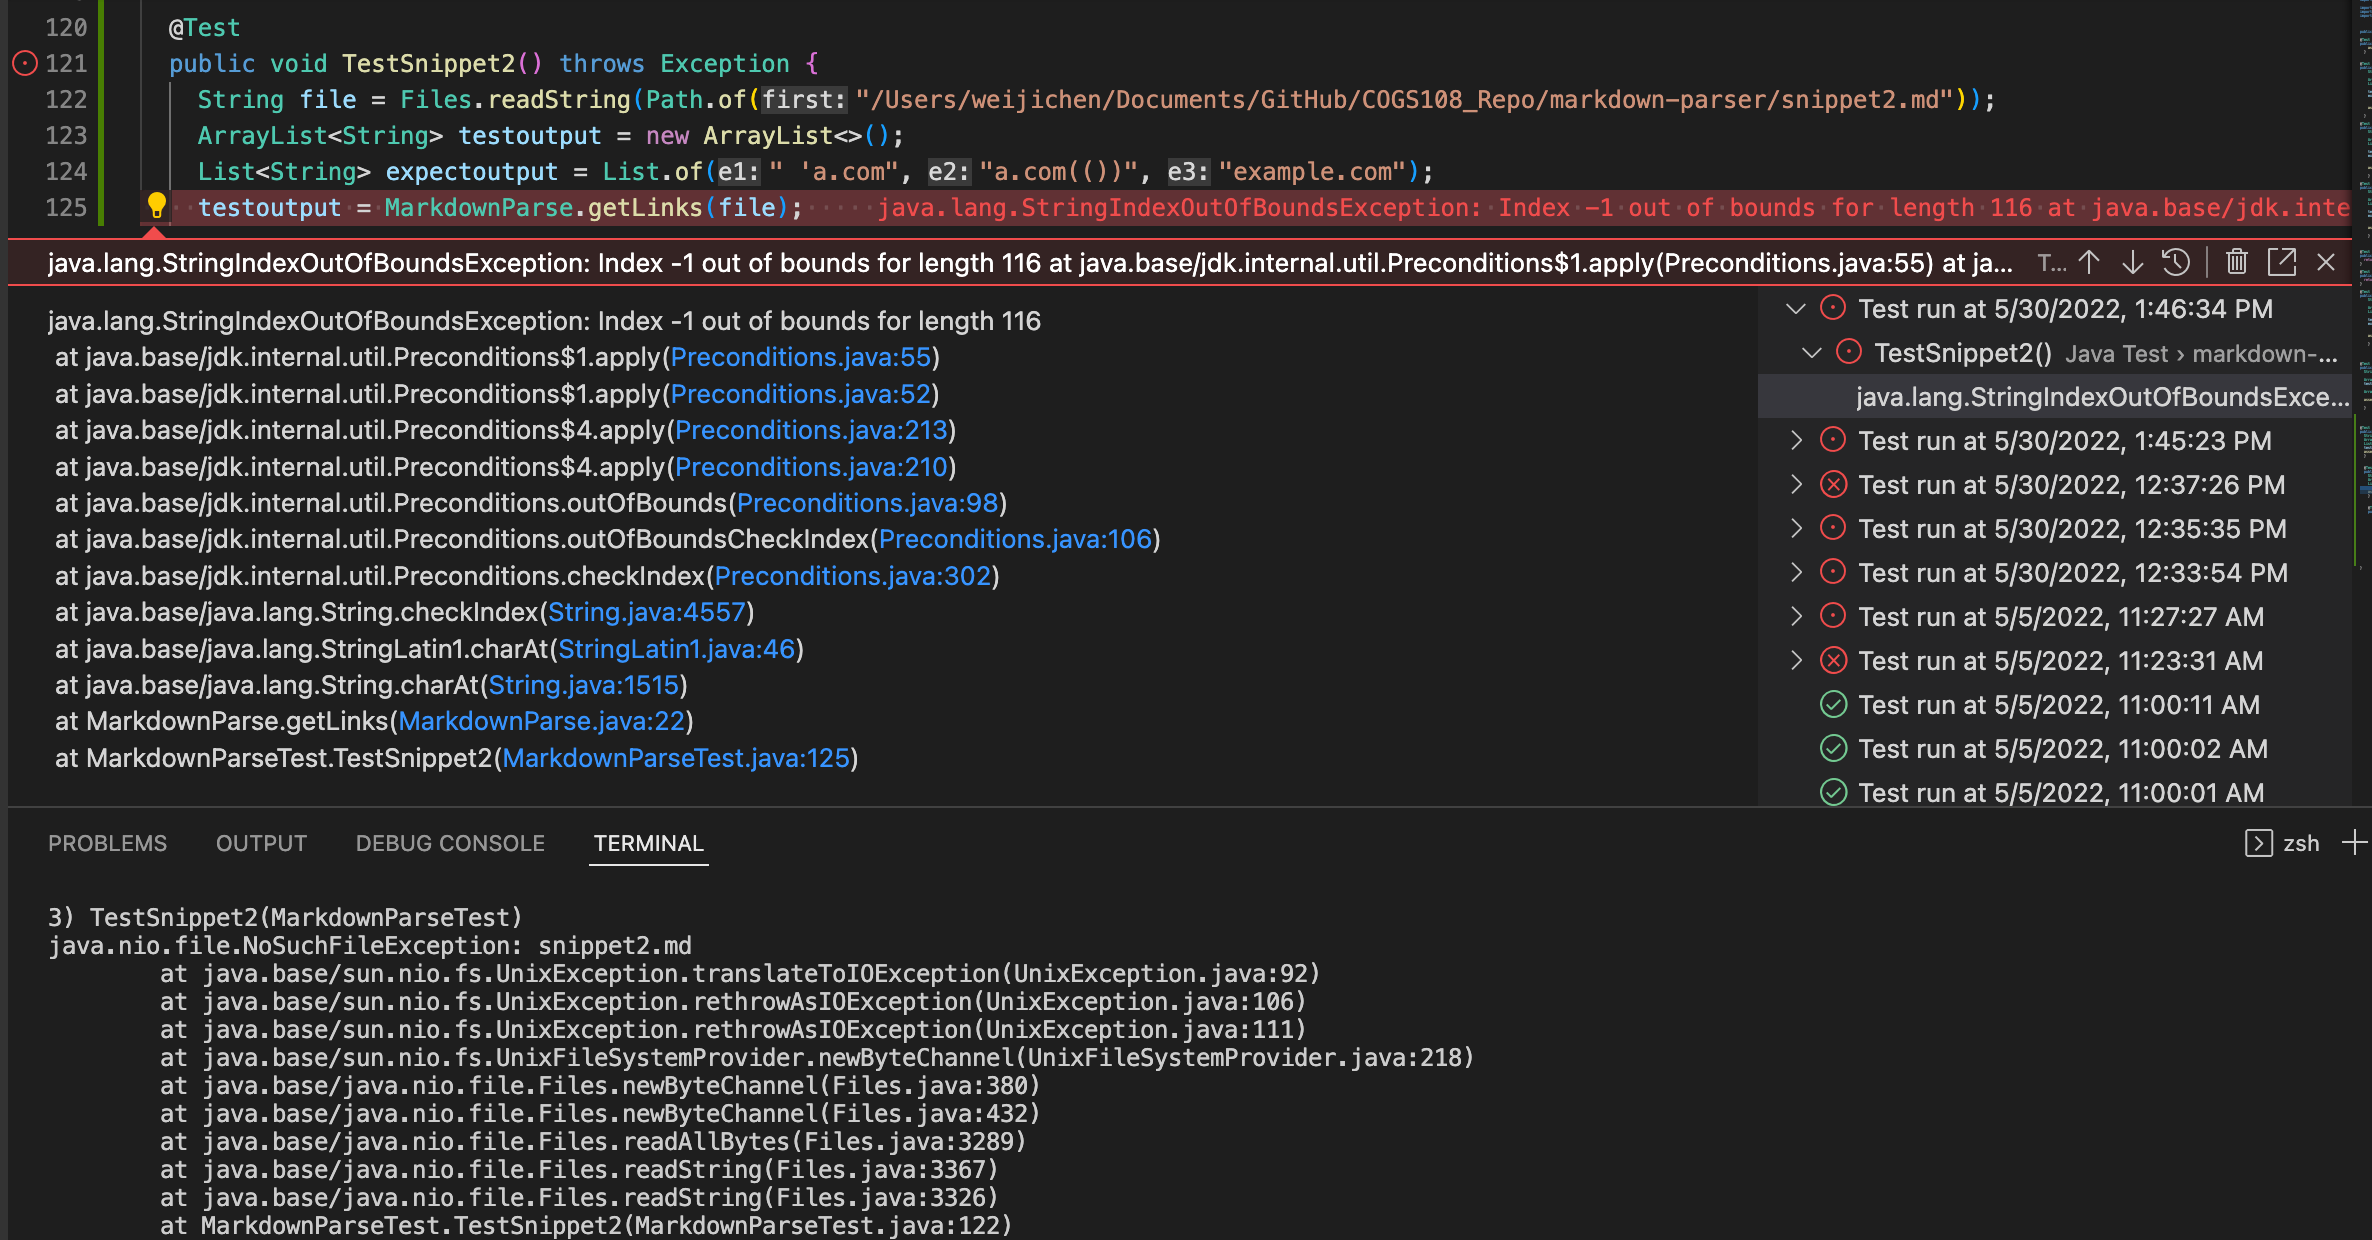 120 @Test
121 public void TestSnippet2() throws Exception {
122 String file = Files.readString(Path.of(first: "/Users/weijichen/Documents/GitHub/COGS108_Repo/markdown-parser/snippet2.md"));
123 ArrayList<String> testoutput = new ArrayList<>();
124 List<String> expectoutput = List.of(e1: " 'a.com", e2: "a.com(())", e3: "example.com");
125 testoutput = MarkdownParse.getLinks(file); java.lang.StringIndexOutOfBoundsException: Index -1 out of bounds for length 116 at java.base/jdk.inte
java.lang.StringIndexOutOfBoundsException: Index -1 out of bounds for length 116 at java.base/jdk.internal.util.Preconditions$1.apply(Preconditions.java:55) at ja... T...
java.lang.StringIndexOutOfBoundsException: Index -1 out of bounds for length 116
at java.base/jdk.internal.util.Preconditions$1.apply(Preconditions.java:55)
at java.base/jdk.internal.util.Preconditions$1.apply(Preconditions.java:52)
at java.base/jdk.internal.util.Preconditions$4.apply(Preconditions.java:213)
at java.base/jdk.internal.util.Preconditions$4.apply(Preconditions.java:210)
at java.base/jdk.internal.util.Preconditions.outOfBounds(Preconditions.java:98)
at java.base/jdk.internal.util.Preconditions.outOfBoundsCheckIndex(Preconditions.java:106)
at java.base/jdk.internal.util.Preconditions.checkIndex(Preconditions.java:302)
at java.base/java.lang.String.checkIndex(String.java:4557)
at java.base/java.lang.StringLatin1.charAt(StringLatin1.java:46)
at java.base/java.lang.String.charAt(String.java:1515)
at MarkdownParse.getLinks(MarkdownParse.java:22)
at MarkdownParseTest.TestSnippet2(MarkdownParseTest.java:125)
Test run at 5/30/2022, 1:46:34 PM
TestSnippet2() Java Test › markdown-...
java.lang.StringIndexOutOfBoundsExce...
Test run at 5/30/2022, 1:45:23 PM
Test run at 5/30/2022, 12:37:26 PM
Test run at 5/30/2022, 12:35:35 PM
Test run at 5/30/2022, 12:33:54 PM
Test run at 5/5/2022, 11:27:27 AM
Test run at 5/5/2022, 11:23:31 AM
Test run at 5/5/2022, 11:00:11 AM
Test run at 5/5/2022, 11:00:02 AM
Test run at 5/5/2022, 11:00:01 AM
PROBLEMS OUTPUT DEBUG CONSOLE TERMINAL zsh
3) TestSnippet2(MarkdownParseTest)
java.nio.file.NoSuchFileException: snippet2.md
at java.base/sun.nio.fs.UnixException.translateToIOException(UnixException.java:92)
at java.base/sun.nio.fs.UnixException.rethrowAsIOException(UnixException.java:106)
at java.base/sun.nio.fs.UnixException.rethrowAsIOException(UnixException.java:111)
at java.base/sun.nio.fs.UnixFileSystemProvider.newByteChannel(UnixFileSystemProvider.java:218)
at java.base/java.nio.file.Files.newByteChannel(Files.java:380)
at java.base/java.nio.file.Files.newByteChannel(Files.java:432)
at java.base/java.nio.file.Files.readAllBytes(Files.java:3289)
at java.base/java.nio.file.Files.readString(Files.java:3367)
at java.base/java.nio.file.Files.readString(Files.java:3326)
at MarkdownParseTest.TestSnippet2(MarkdownParseTest.java:122)